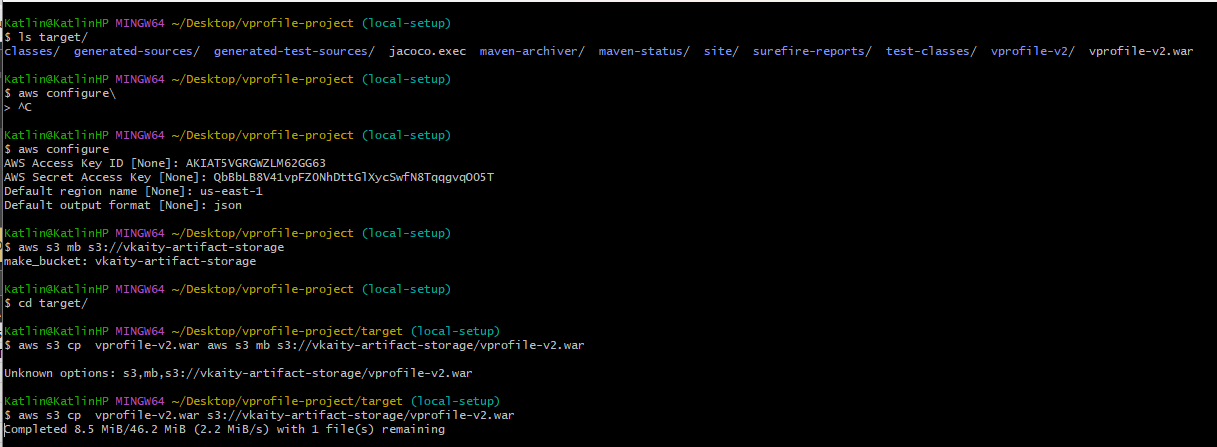 Katlin@KatlinHP MINGW64 ~/Desktop/vprofile-project (local-setup)
$ ls target/
classes/ generated-sources/ generated-test-sources/ jacoco.exec maven-archiver/ maven-status/ site/ surefire-reports/ test-classes/ vprofile-v2/ vprofile-v2.war
Katlin@KatlinHP MINGW64 ~/Desktop/vprofile-project (local-setup)
$ aws configure\
> ^C
Katlin@KatlinHP MINGW64 ~/Desktop/vprofile-project (local-setup)
$ aws configure
AWS Access Key ID [None]: AKIAT5VGRGWZLM62GG63
AWS Secret Access Key [None]: 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
Default region name [None]: us-east-1
Default output format [None]: json
Katlin@KatlinHP MINGW64 ~/Desktop/vprofile-project (local-setup)
$ aws s3 mb s3://vkaity-artifact-storage
make_bucket: vkaity-artifact-storage
Katlin@KatlinHP MINGW64 ~/Desktop/vprofile-project (local-setup)
$ cd target/
Katlin@KatlinHP MINGW64 ~/Desktop/vprofile-project/target (local-setup)
$ aws s3 cp  vprofile-v2.war aws s3 mb s3://vkaity-artifact-storage/vprofile-v2.war
Unknown options: s3,mb,s3://vkaity-artifact-storage/vprofile-v2.war
Katlin@KatlinHP MINGW64 ~/Desktop/vprofile-project/target (local-setup)
$ aws s3 cp  vprofile-v2.war s3://vkaity-artifact-storage/vprofile-v2.war
Completed 8.5 MiB/46.2 MiB (2.2 MiB/s) with 1 file(s) remaining